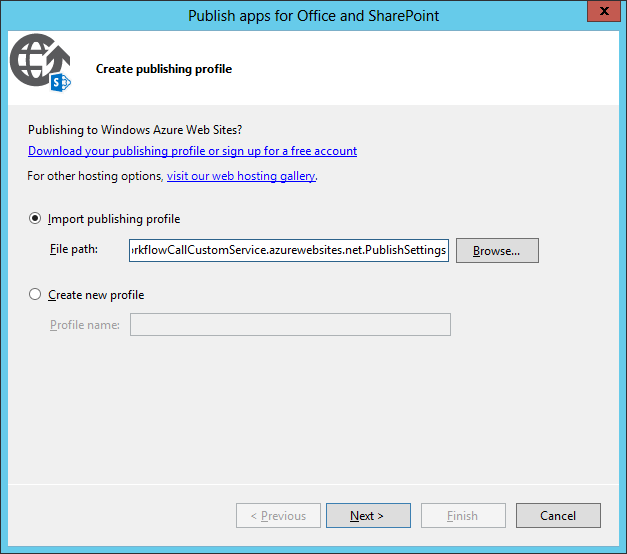 Publish apps for Office and SharePoint
x
S
Create publishing profile
Publishing to Windows Azure Web Sites?
Download your publishing profile or sign up for a free account
For other hosting options, visit our web hosting gallery.
Import publishing profile
File path: rkflowCallCustomService.azurewebsites.net.PublishSettings Browse...
Create new profile
Profile name:
< Previous Next > Finish Cancel